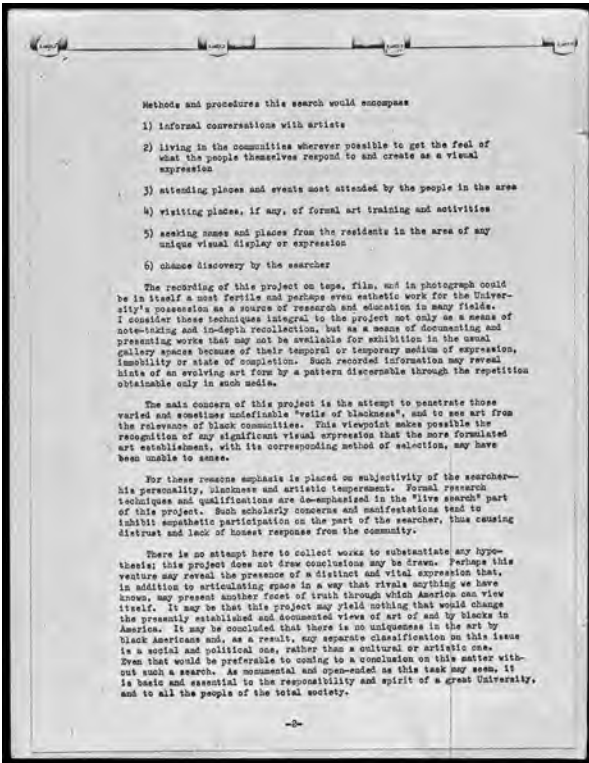 Methods and procedures this search would encompass
1) informal conversations with artists
2) living in the communities wherever possible to get the feel of
what the people themselves respond to and create as a visual
expression
3) attending places and events most attended by the people in the area
4) visiting places, if any, of formal art training and activities
5) seeking names and places from the residents in the area of any
unique visual display or expression
6) chance discovery by the searcher
The recording of this project on tape, film, and in photograph could
be in itself a most fertile and perhaps even esthetic work for the Univer-
sity's possession as a source of research and education in many fields.
I consider these techniques integral to the project not only as a means of
note-taking and in-depth recollection, but as a means of documenting and
presenting works that may not be available for exhibition in the usual
gallery spaces because of their temporal or temporary medium of expression,
immobility or state of completion. Such recorded information may reveal
hints of an evolving art form by a pattern discernable through the repetition
obtainable only in such media.
The main concern of this project is the attempt to penetrate those
varied and sometimes undefinable "veils of blackness", and to see art from
the relevance of black communities. This viewpoint makes possible the
recognition of any significant visual expression that the more formulated
art establishment, with its corresponding method of selection, may have
been unable to sense.
For these reasons emphasis is placed on subjectivity of the searcher--
his personality, blackness and artistic temperament. Formal research
techniques and qualifications are de-emphasized in the "live search" part
of this project. Such scholarly concerns and manifestations tend to
inhibit empathetic participation on the part of the searcher, thus causing
distrust and lack of honest response from the community.
There is no attempt here to collect works to substantiate any hypo-
thesis; this project does not draw conclusions may be drawn. Perhaps this
venture may reveal the presence of a distinct and vital expression that,
in addition to articulating space in a way that rivals anything we have
known, may present another facet of truth through which America can view
itself. It may be that this project may yield nothing that would change
the presently established and documented views of art of and by blacks in
America. It may be concluded that there is no uniqueness in the art by
black Americans and, as a result, any separate classification on this issue
is a social and political one, rather than a cultural or artistic one.
Even that would be preferable to coming to a conclusion on this matter with-
out such a search. As monumental and open-ended as this task may seem, it
is basic and essential to the responsibility and spirit of a great University,
and to all the people of the total society.
-2-